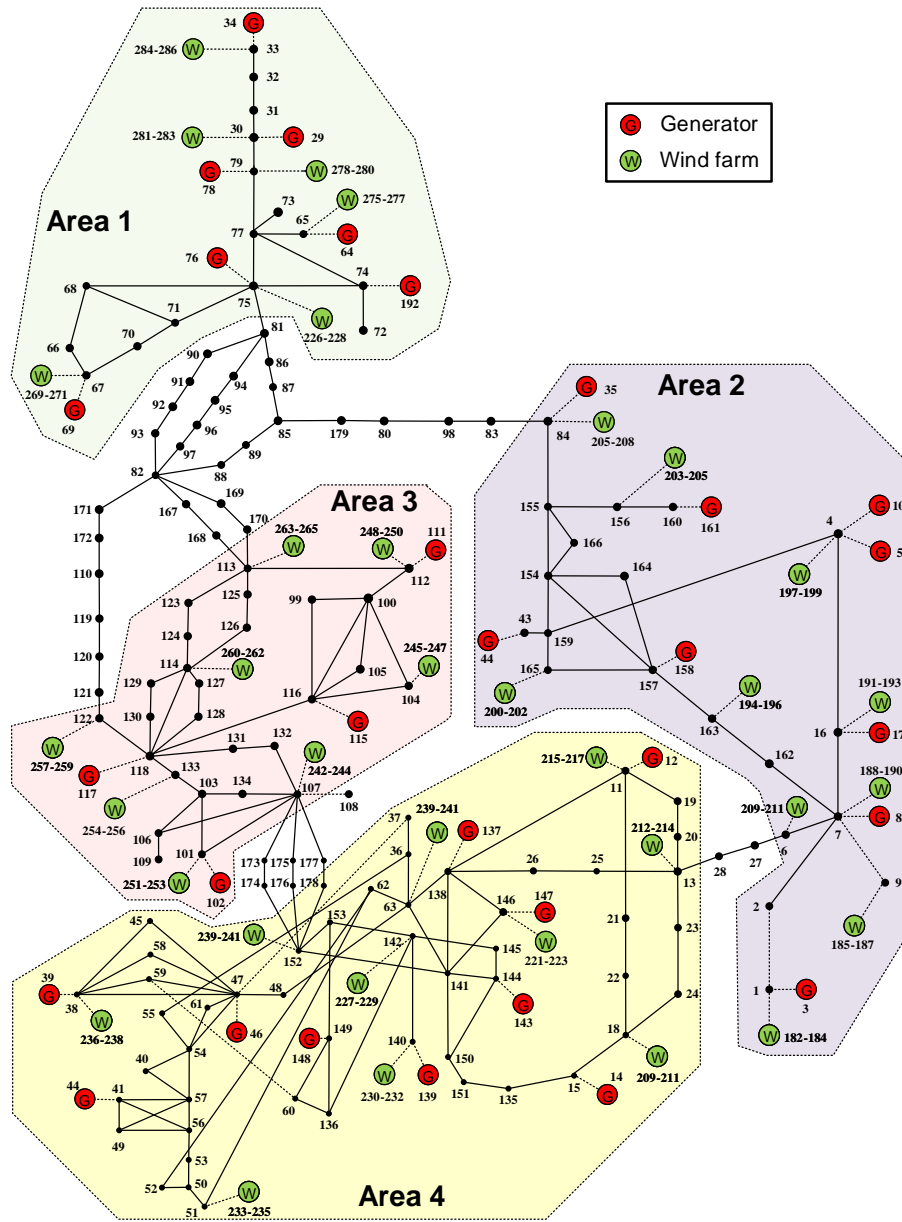 34
G
33
284-286
W
32
31
281-283
W
30
G
29
G
Generator
W
Wind farm
79
G
78
W
278-280
W
275-277
73
Area 1
77
65
G
64
76
G
74
G
192
68
75
71
W
226-228
72
70
66
81
90
86
94
W
269-271
67
91
87
G
69
95
92
96
93
97
85
179
80
98
83
84
89
88
82
G
35
Area 2
W
205-208
W
203-205
155
156
160
G
161
4
G
10
166
G
5
154
164
W
197-199
171
169
167
170
172
168
Area 3
263-265
W
248-250
W
111
G
113
112
110
123
125
99
100
119
124
126
105
245-247
W
104
114
260-262
W
120
129
127
116
121
130
128
G
115
122
131
132
W
257-259
118
133
G
117
W
254-256
103
134
107
242-244
W
108
106
109
101
251-253
W
G
102
43
159
G
44
165
G
158
157
W
200-202
W
194-196
163
162
191-193
W
16
G
17
188-190
W
209-211
W
7
G
8
6
27
28
9
2
W
185-187
1
G
3
W
182-184
215-217
W
G
12
11
19
20
212-214
W
13
239-241
W
37
G
137
36
26
25
138
173
175
177
174
176
178
62
63
146
147
G
W
221-223
21
23
153
142
145
239-241
W
152
141
144
W
227-229
G
143
22
24
45
58
59
47
39
G
38
W
236-238
55
61
48
G
46
54
149
G
148
140
150
18
W
209-211
40
44
G
41
57
60
136
W
230-232
G
139
151
135
15
14
G
49
56
53
52
50
51
W
233-235
Area 4